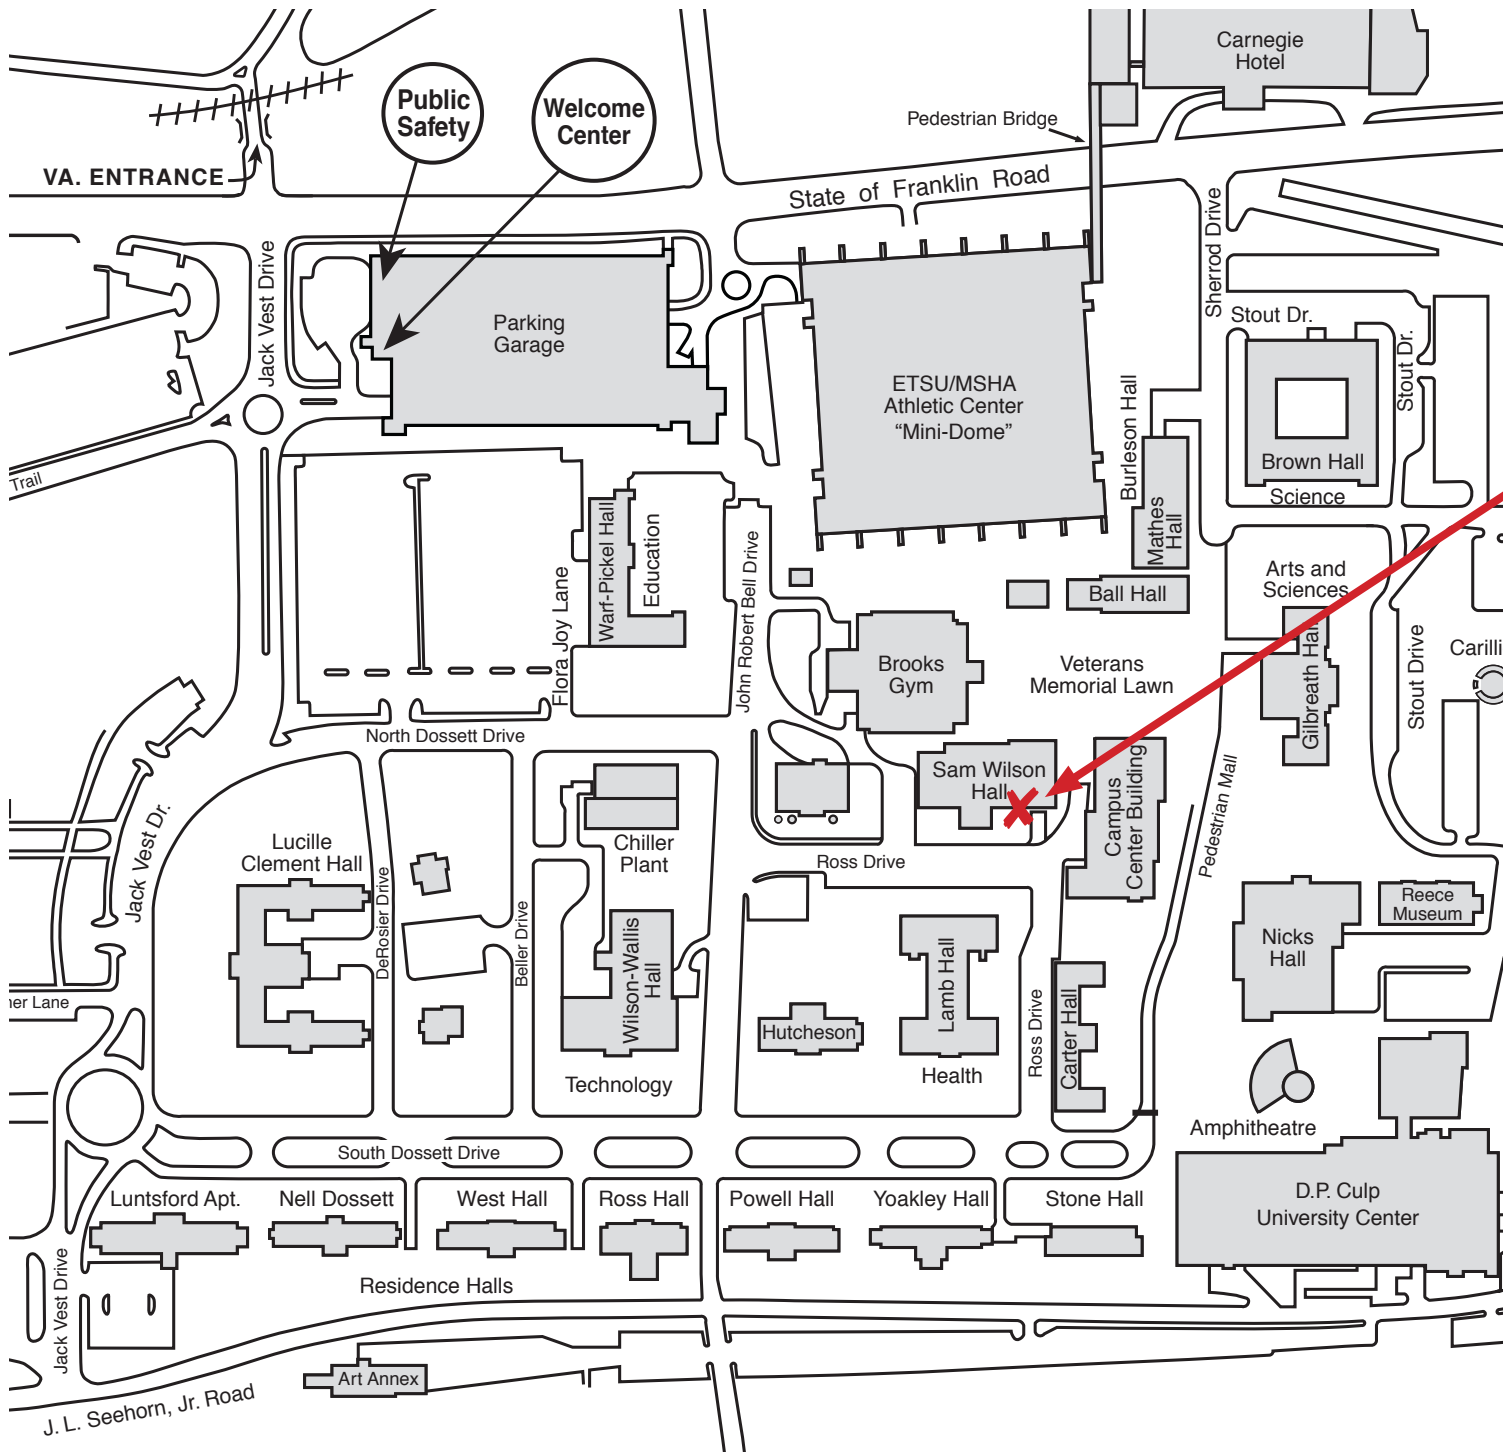 Carnegie
Hotel
Public
Safety
Welcome
Center
Pedestrian Bridge
VA. ENTRANCE
State of Franklin Road
Sherrod Drive
Jack Vest Drive
Stout Dr.
Stout Dr.
Parking
Garage
ETSU/MSHA
Athletic Center
“Mini-Dome”
Burleson Hall
Brown Hall
Science
Trail
Mathes
Hall
Warf-Pickel Hall
Education
Flora Joy Lane
John Robert Bell Drive
Ball Hall
Arts and
Sciences
Gilbreath Hall
Stout Drive
Carilli
Brooks
Gym
Veterans
Memorial Lawn
North Dossett Drive
Sam Wilson
Hall
Campus
Center Building
Pedestrian Mall
Jack Vest Dr.
Lucille
Clement Hall
Chiller
Plant
Ross Drive
DeRosier Drive
Beller Drive
Wilson-Wallis
Hall
Technology
Reece
Museum
Nicks
Hall
Lamb Hall
Health
Hutcheson
Ross Drive
Carter Hall
ner Lane
Amphitheatre
South Dossett Drive
Luntsford Apt.
Nell Dossett
West Hall
Ross Hall
Powell Hall
Yoakley Hall
Stone Hall
D.P. Culp
University Center
Residence Halls
Jack Vest Drive
Art Annex
J. L. Seehorn, Jr. Road